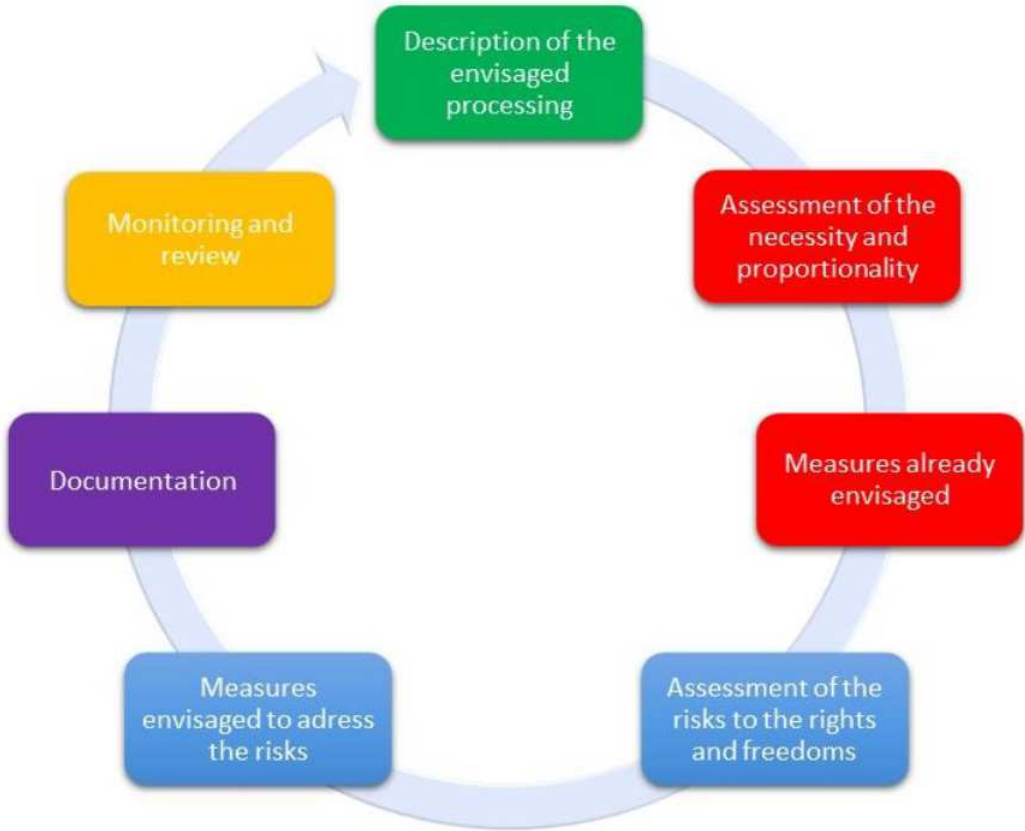 Description of the
envisaged
processing
Assessment of the
necessity and
proportionality
Measures already
envisaged
Assessment of the
risks to the rights
and freedoms
Measures
envisaged to adress
the risks
Documentation
Monitoring and
review